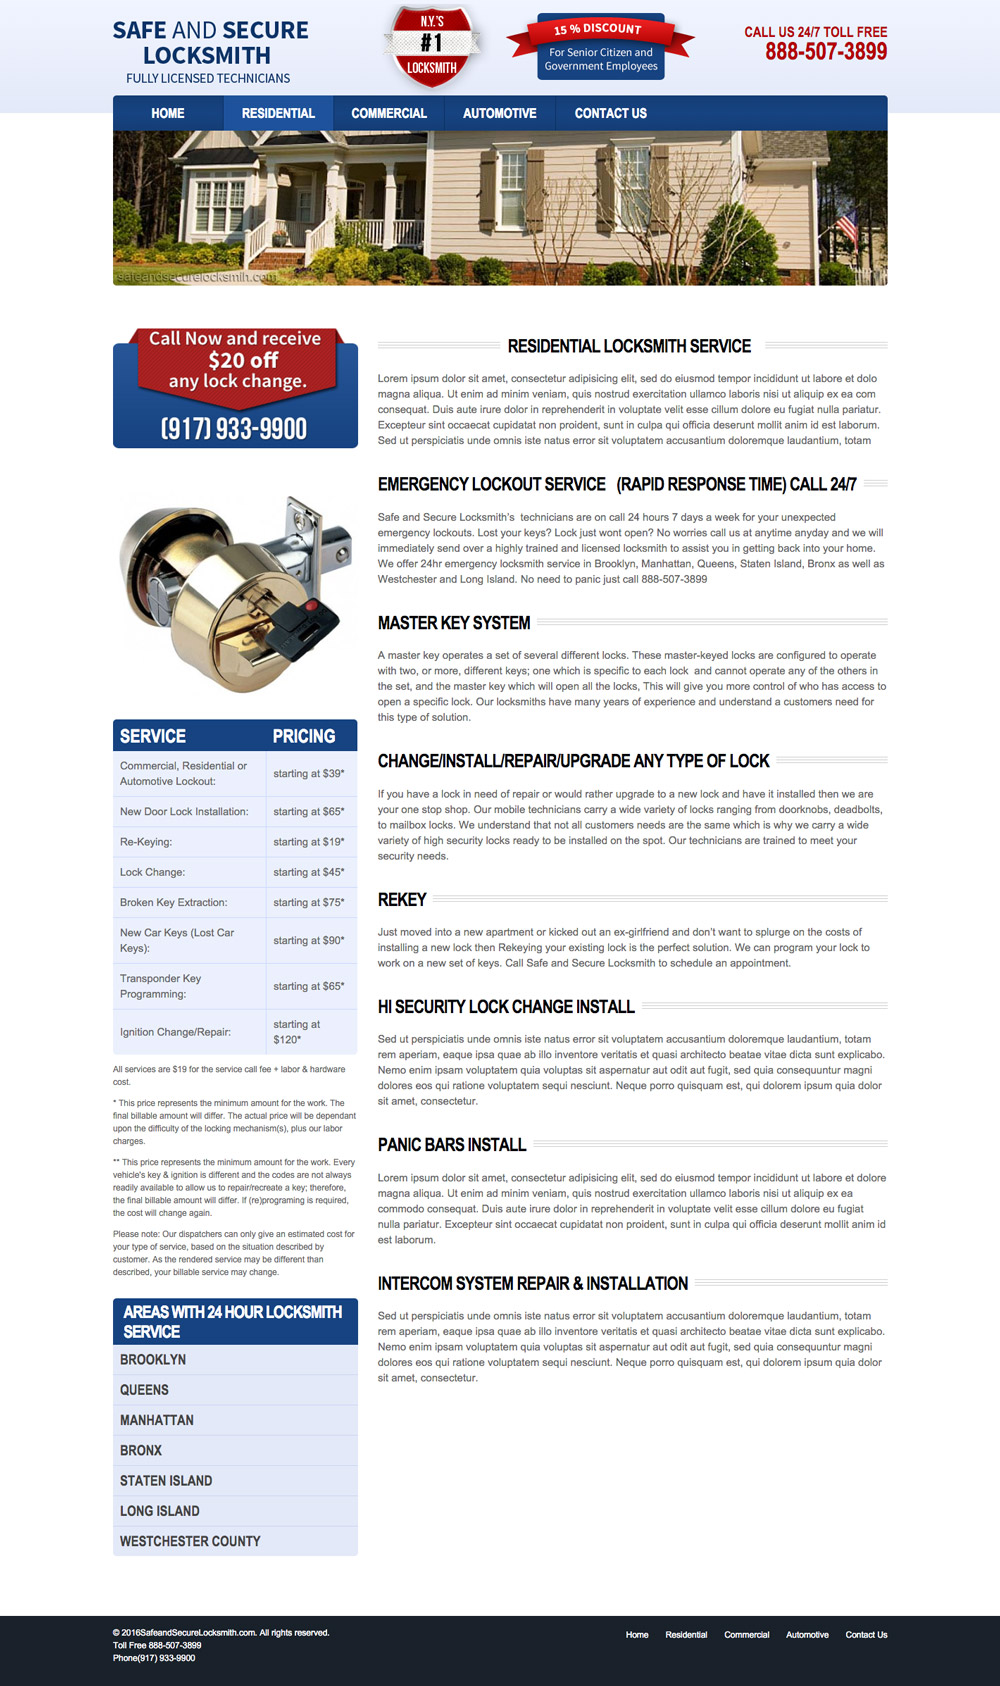 SAFE AND SECURE
LOCKSMITH
FULLY LICENSED TECHNICIANS
N.Y.'S
#1
LOCKSMITH
15 % DISCOUNT
For Senior Citizen and
Government Employees
CALL US 24/7 TOLL FREE
888-507-3899
HOME
RESIDENTIAL
COMMERCIAL
AUTOMOTIVE
CONTACT US
safeandsecurelocksmih.com
Call Now and receive
$20 off
any lock change.
(917) 933-9900
SERVICE PRICING
Commercial, Residential or
Automotive Lockout:
starting at $39*
New Door Lock Installation: starting at $65*
Re-Keying: starting at $19*
Lock Change: starting at $45*
Broken Key Extraction: starting at $75*
New Car Keys (Lost Car
Keys):
starting at $90*
Transponder Key
Programming:
starting at $65*
Ignition Change/Repair:
starting at
$120*
All services are $19 for the service call fee + labor & hardware
cost.
* This price represents the minimum amount for the work. The
final billable amount will differ. The actual price will be dependant
upon the difficulty of the locking mechanism(s), plus our labor
charges.
** This price represents the minimum amount for the work. Every
vehicle's key & ignition is different and the codes are not always
readily available to allow us to repair/recreate a key; therefore,
the final billable amount will differ. If (re)programing is required,
the cost will change again.
Please note: Our dispatchers can only give an estimated cost for
your type of service, based on the situation described by
customer. As the rendered service may be different than
described, your billable service may change.
AREAS WITH 24 HOUR LOCKSMITH
SERVICE
BROOKLYN
QUEENS
MANHATTAN
BRONX
STATEN ISLAND
LONG ISLAND
WESTCHESTER COUNTY
RESIDENTIAL LOCKSMITH SERVICE
Lorem ipsum dolor sit amet, consectetur adipisicing elit, sed do eiusmod tempor incididunt ut labore et dolo
magna aliqua. Ut enim ad minim veniam, quis nostrud exercitation ullamco laboris nisi ut aliquip ex ea com
consequat. Duis aute irure dolor in reprehenderit in voluptate velit esse cillum dolore eu fugiat nulla pariatur.
Excepteur sint occaecat cupidatat non proident, sunt in culpa qui officia deserunt mollit anim id est laborum.
Sed ut perspiciatis unde omnis iste natus error sit voluptatem accusantium doloremque laudantium, totam
EMERGENCY LOCKOUT SERVICE (RAPID RESPONSE TIME) CALL 24/7
Safe and Secure Locksmith's technicians are on call 24 hours 7 days a week for your unexpected
emergency lockouts. Lost your keys? Lock just wont open? No worries call us at anytime anyday and we will
immediately send over a highly trained and licensed locksmith to assist you in getting back into your home.
We offer 24hr emergency locksmith service in Brooklyn, Manhattan, Queens, Staten Island, Bronx as well as
Westchester and Long Island. No need to panic just call 888-507-3899
MASTER KEY SYSTEM
A master key operates a set of several different locks. These master-keyed locks are configured to operate
with two, or more, different keys; one which is specific to each lock and cannot operate any of the others in
the set, and the master key which will open all the locks, This will give you more control of who has access to
open a specific lock. Our locksmiths have many years of experience and understand a customers need for
this type of solution.
CHANGE/INSTALL/REPAIR/UPGRADE ANY TYPE OF LOCK
If you have a lock in need of repair or would rather upgrade to a new lock and have it installed then we are
your one stop shop. Our mobile technicians carry a wide variety of locks ranging from doorknobs, deadbolts,
to mailbox locks. We understand that not all customers needs are the same which is why we carry a wide
variety of high security locks ready to be installed on the spot. Our technicians are trained to meet your
security needs.
REKEY
Just moved into a new apartment or kicked out an ex-girlfriend and don't want to splurge on the costs of
installing a new lock then Rekeying your existing lock is the perfect solution. We can program your lock to
work on a new set of keys. Call Safe and Secure Locksmith to schedule an appointment.
HI SECURITY LOCK CHANGE INSTALL
Sed ut perspiciatis unde omnis iste natus error sit voluptatem accusantium doloremque laudantium, totam
rem aperiam, eaque ipsa quae ab illo inventore veritatis et quasi architecto beatae vitae dicta sunt explicabo.
Nemo enim ipsam voluptatem quia voluptas sit aspernatur aut odit aut fugit, sed quia consequuntur magni
dolores eos qui ratione voluptatem sequi nesciunt. Neque porro quisquam est, qui dolorem ipsum quia dolor
sit amet, consectetur.
PANIC BARS INSTALL
Lorem ipsum dolor sit amet, consectetur adipisicing elit, sed do eiusmod tempor incididunt ut labore et dolore
magna aliqua. Ut enim ad minim veniam, quis nostrud exercitation ullamco laboris nisi ut aliquip ex ea
commodo consequat. Duis aute irure dolor in reprehenderit in voluptate velit esse cillum dolore eu fugiat
nulla pariatur. Excepteur sint occaecat cupidatat non proident, sunt in culpa qui officia deserunt mollit anim id
est laborum.
INTERCOM SYSTEM REPAIR & INSTALLATION
Sed ut perspiciatis unde omnis iste natus error sit voluptatem accusantium doloremque laudantium, totam
rem aperiam, eaque ipsa quae ab illo inventore veritatis et quasi architecto beatae vitae dicta sunt explicabo.
Nemo enim ipsam voluptatem quia voluptas sit aspernatur aut odit aut fugit, sed quia consequuntur magni
dolores eos qui ratione voluptatem sequi nesciunt. Neque porro quisquam est, qui dolorem ipsum quia dolor
sit amet, consectetur.
© 2016SafeandSecureLocksmith.com. All rights reserved.
Toll Free 888-507-3899
Phone(917) 933-9900
Home
Residential
Commercial
Automotive
Contact Us